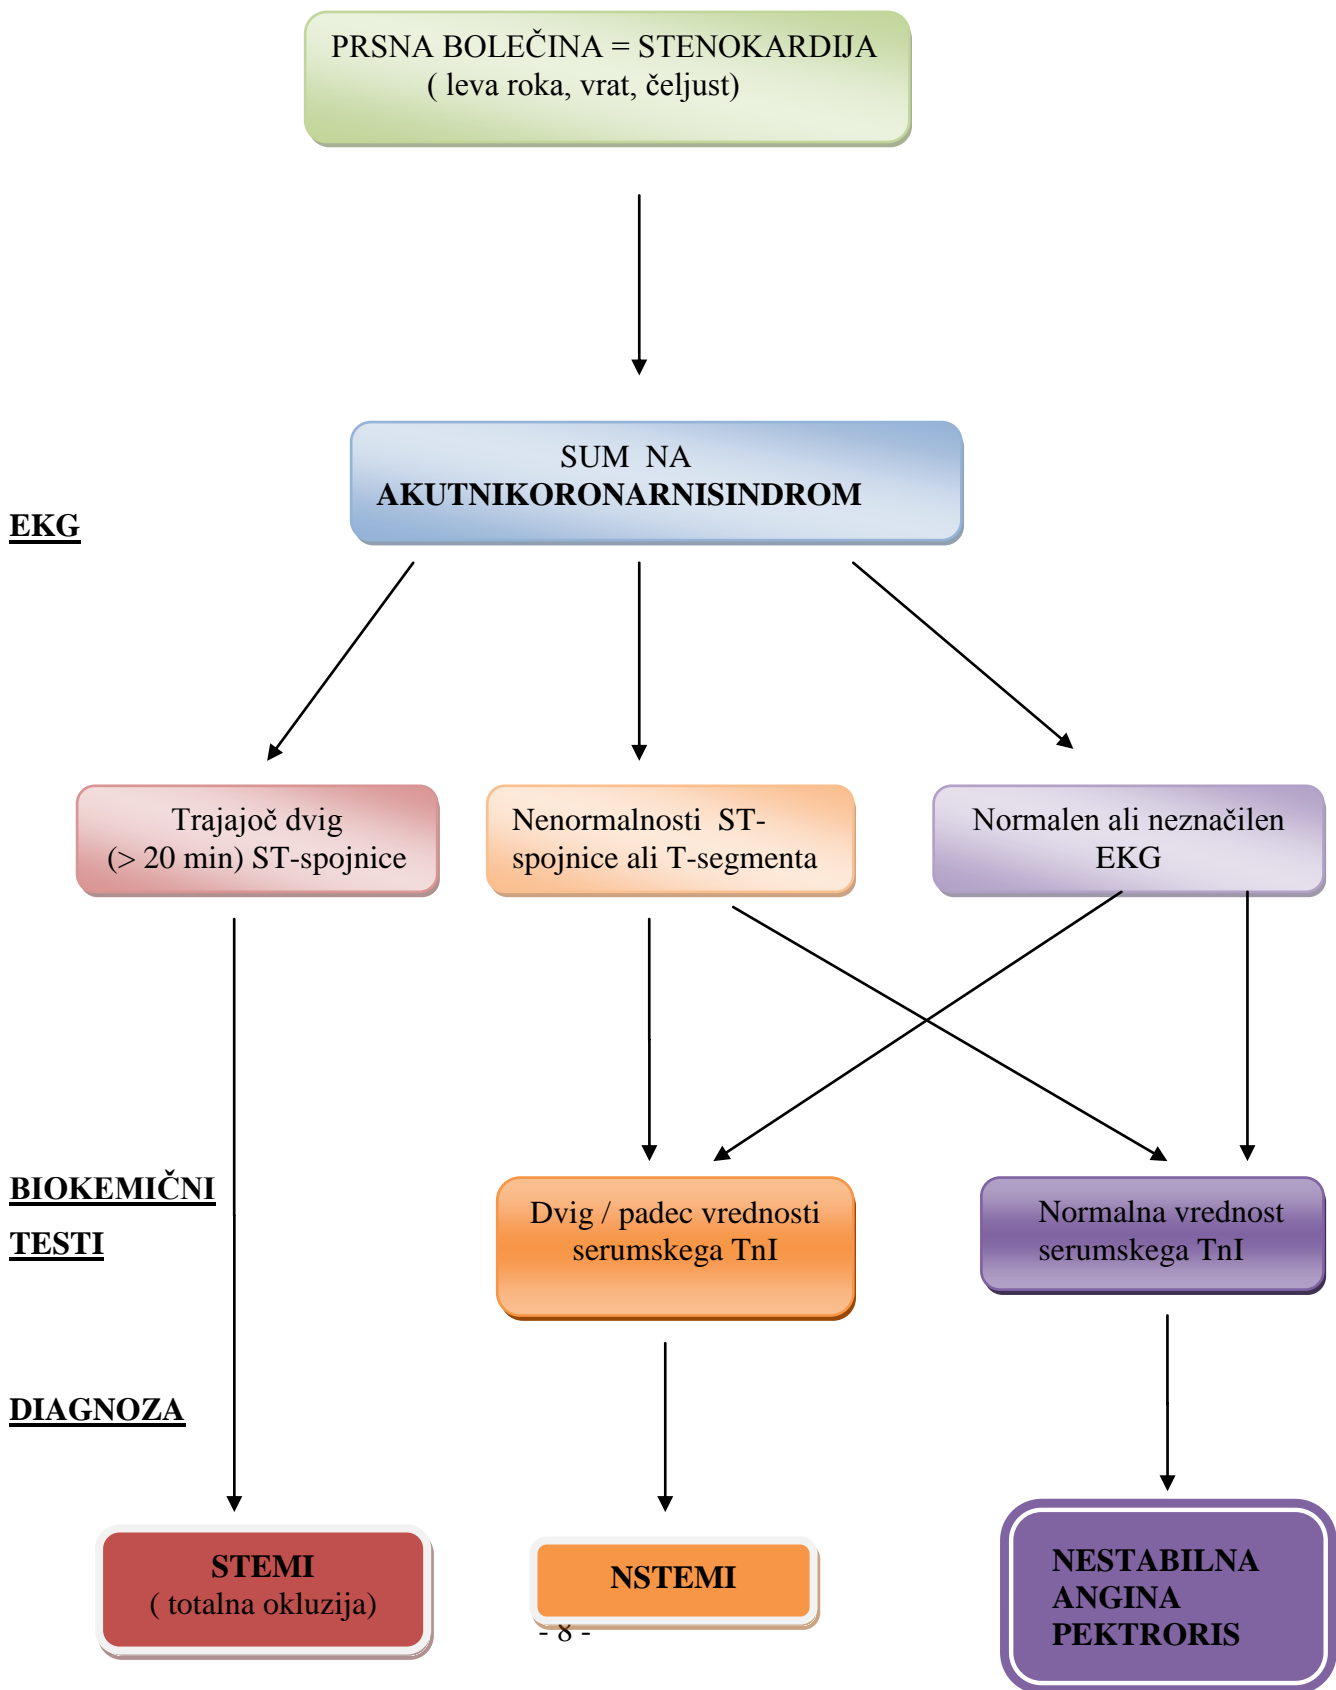 PRSNA BOLEČINA = STENOKARDIJA
( leva roka, vrat, čeljust)
SUM NA
AKUTNIKORONARNISINDROM
EKG
Trajajoč dvig
(> 20 min) ST-spojnice
Nenormalnosti ST-
spojnice ali T-segmenta
Normalen ali neznačilen
EKG
BIOKEMIČNI
TESTI
Dvig / padec vrednosti
serumskega TnI
Normalna vrednost
serumskega TnI
DIAGNOZA
STEMI
( totalna okluzija)
NSTEMI
NESTABILNA
ANGINA
PEKTRORIS
- 8 -